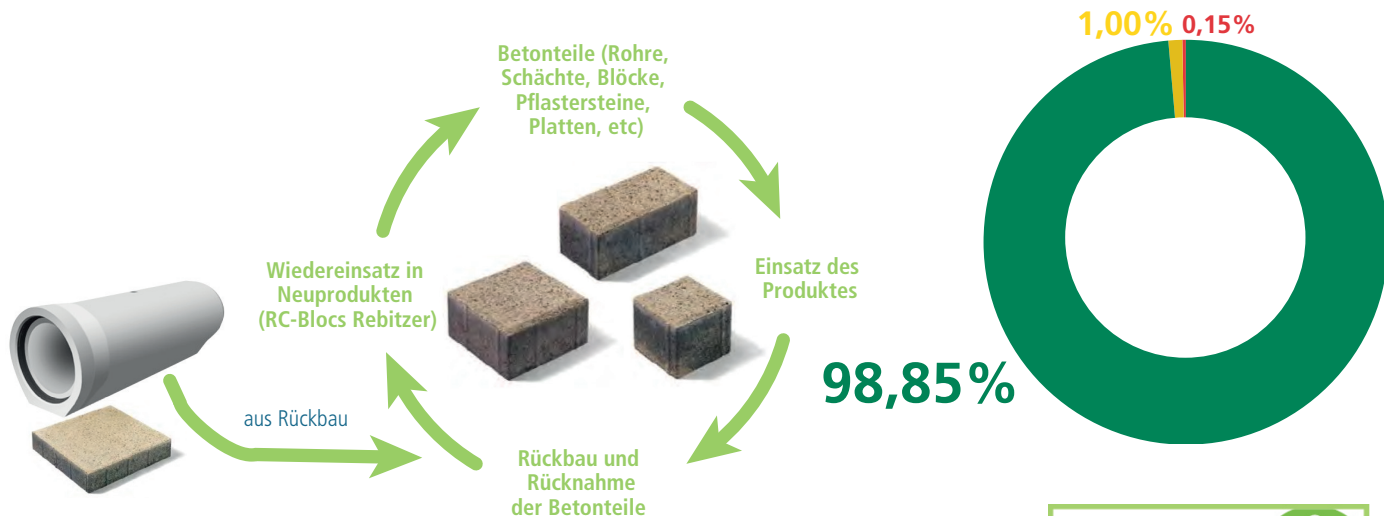 Betonteile (Rohre,
Schächte, Blöcke,
Pflastersteine,
Platten, etc)
Einsatz des
Produktes
Rückbau und
Rücknahme
der Betonteile
Wiedereinsatz in
Neuprodukten
(RC-Blocs Rebitzer)
aus Rückbau
1,00%
0,15%
98,85%